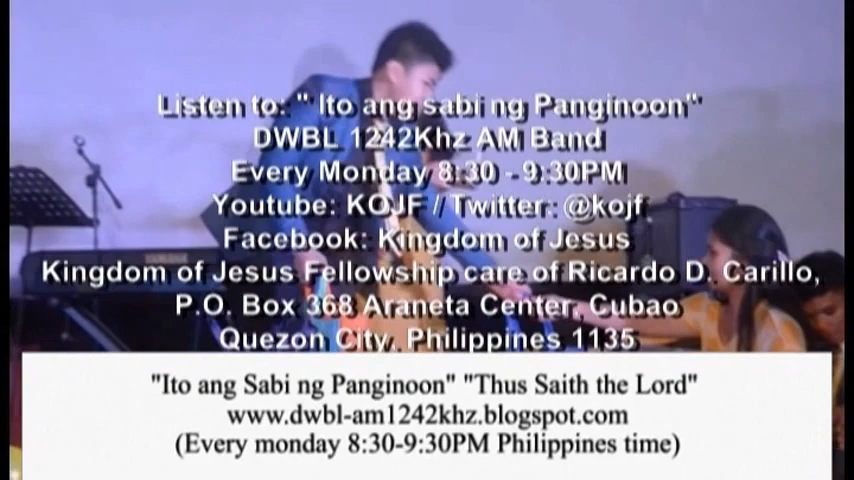 Listen to: " Ito ang sabi ng Panginoon"
DWBL 1242Khz AM Band
Every Monday 8:30 - 9:30PM
Youtube: KOJF // Twitter: @kojf
Facebook: Kingdom of Jesus
Kingdom of Jesus Fellowship care of Ricardo D. Carillo,
P.O. Box 368 Araneta Center, Cubao
Quezon City, Philippines 1135
YAMAHA
"Ito ang Sabi ng Panginoon" "Thus Saith the Lord"
www.dwbl-am1242khz.blogspot.com
(Every monday 8:30-9:30PM Philippines time)